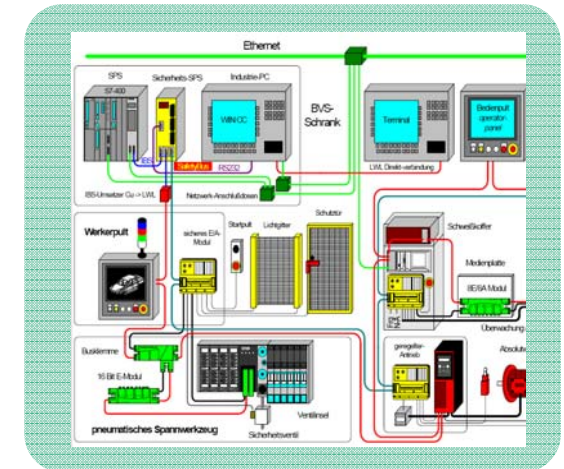 Ethernet
SPS
S7-400
Sicherheits-SPS
Industrie-PC
WIN-CC
BVS-
Schrank
Terminal
Bedienpult
operator-
panel
IBS
SafetyBus
RS232
LWL Direkt-verbindung
IBS-Umsetzer Cu -> LWL
Netzwerk-Anschlußdosen
Werkerpult
sicheres E/A-
Modul
Startpult
Lichtgitter
Schutztür
Schweißkoffer
Medienplatte
8E/8A Modul
Überwachung
Busklemme
16 Bit E-Modul
geregelter-
Antrieb
Absolutw
Ventilinsel
Sicherheitsventil
pneumatisches Spannwerkzeug